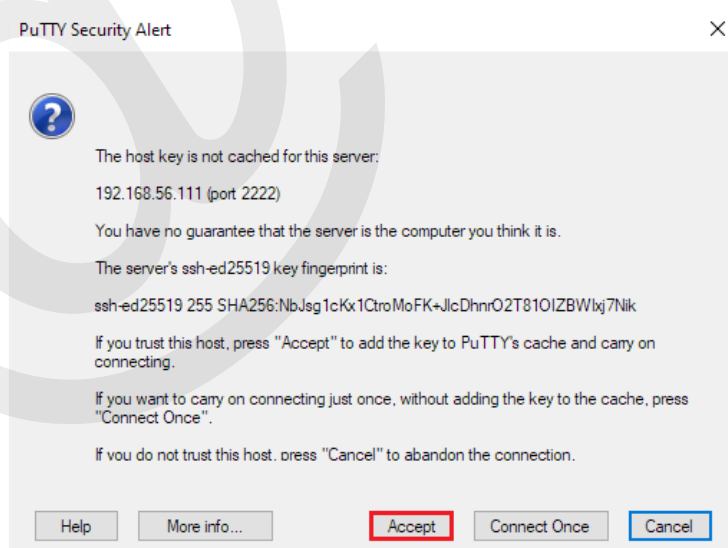 PuTTY Security Alert
The host key is not cached for this server:
192.168.56.111 (port 2222)
You have no guarantee that the server is the computer you think it is.
The server's ssh-ed25519 key fingerprint is:
ssh-ed25519 255 SHA256:NbJsg1cKx1CtroMoFK+JlcDhnrO2T81OIZBWlxj7Nik
If you trust this host, press "Accept" to add the key to PuTTY's cache and carry on
connecting.
If you want to carry on connecting just once, without adding the key to the cache, press
"Connect Once".
If you do not trust this host, press "Cancel" to abandon the connection.
Help More info... Accept Connect Once Cancel